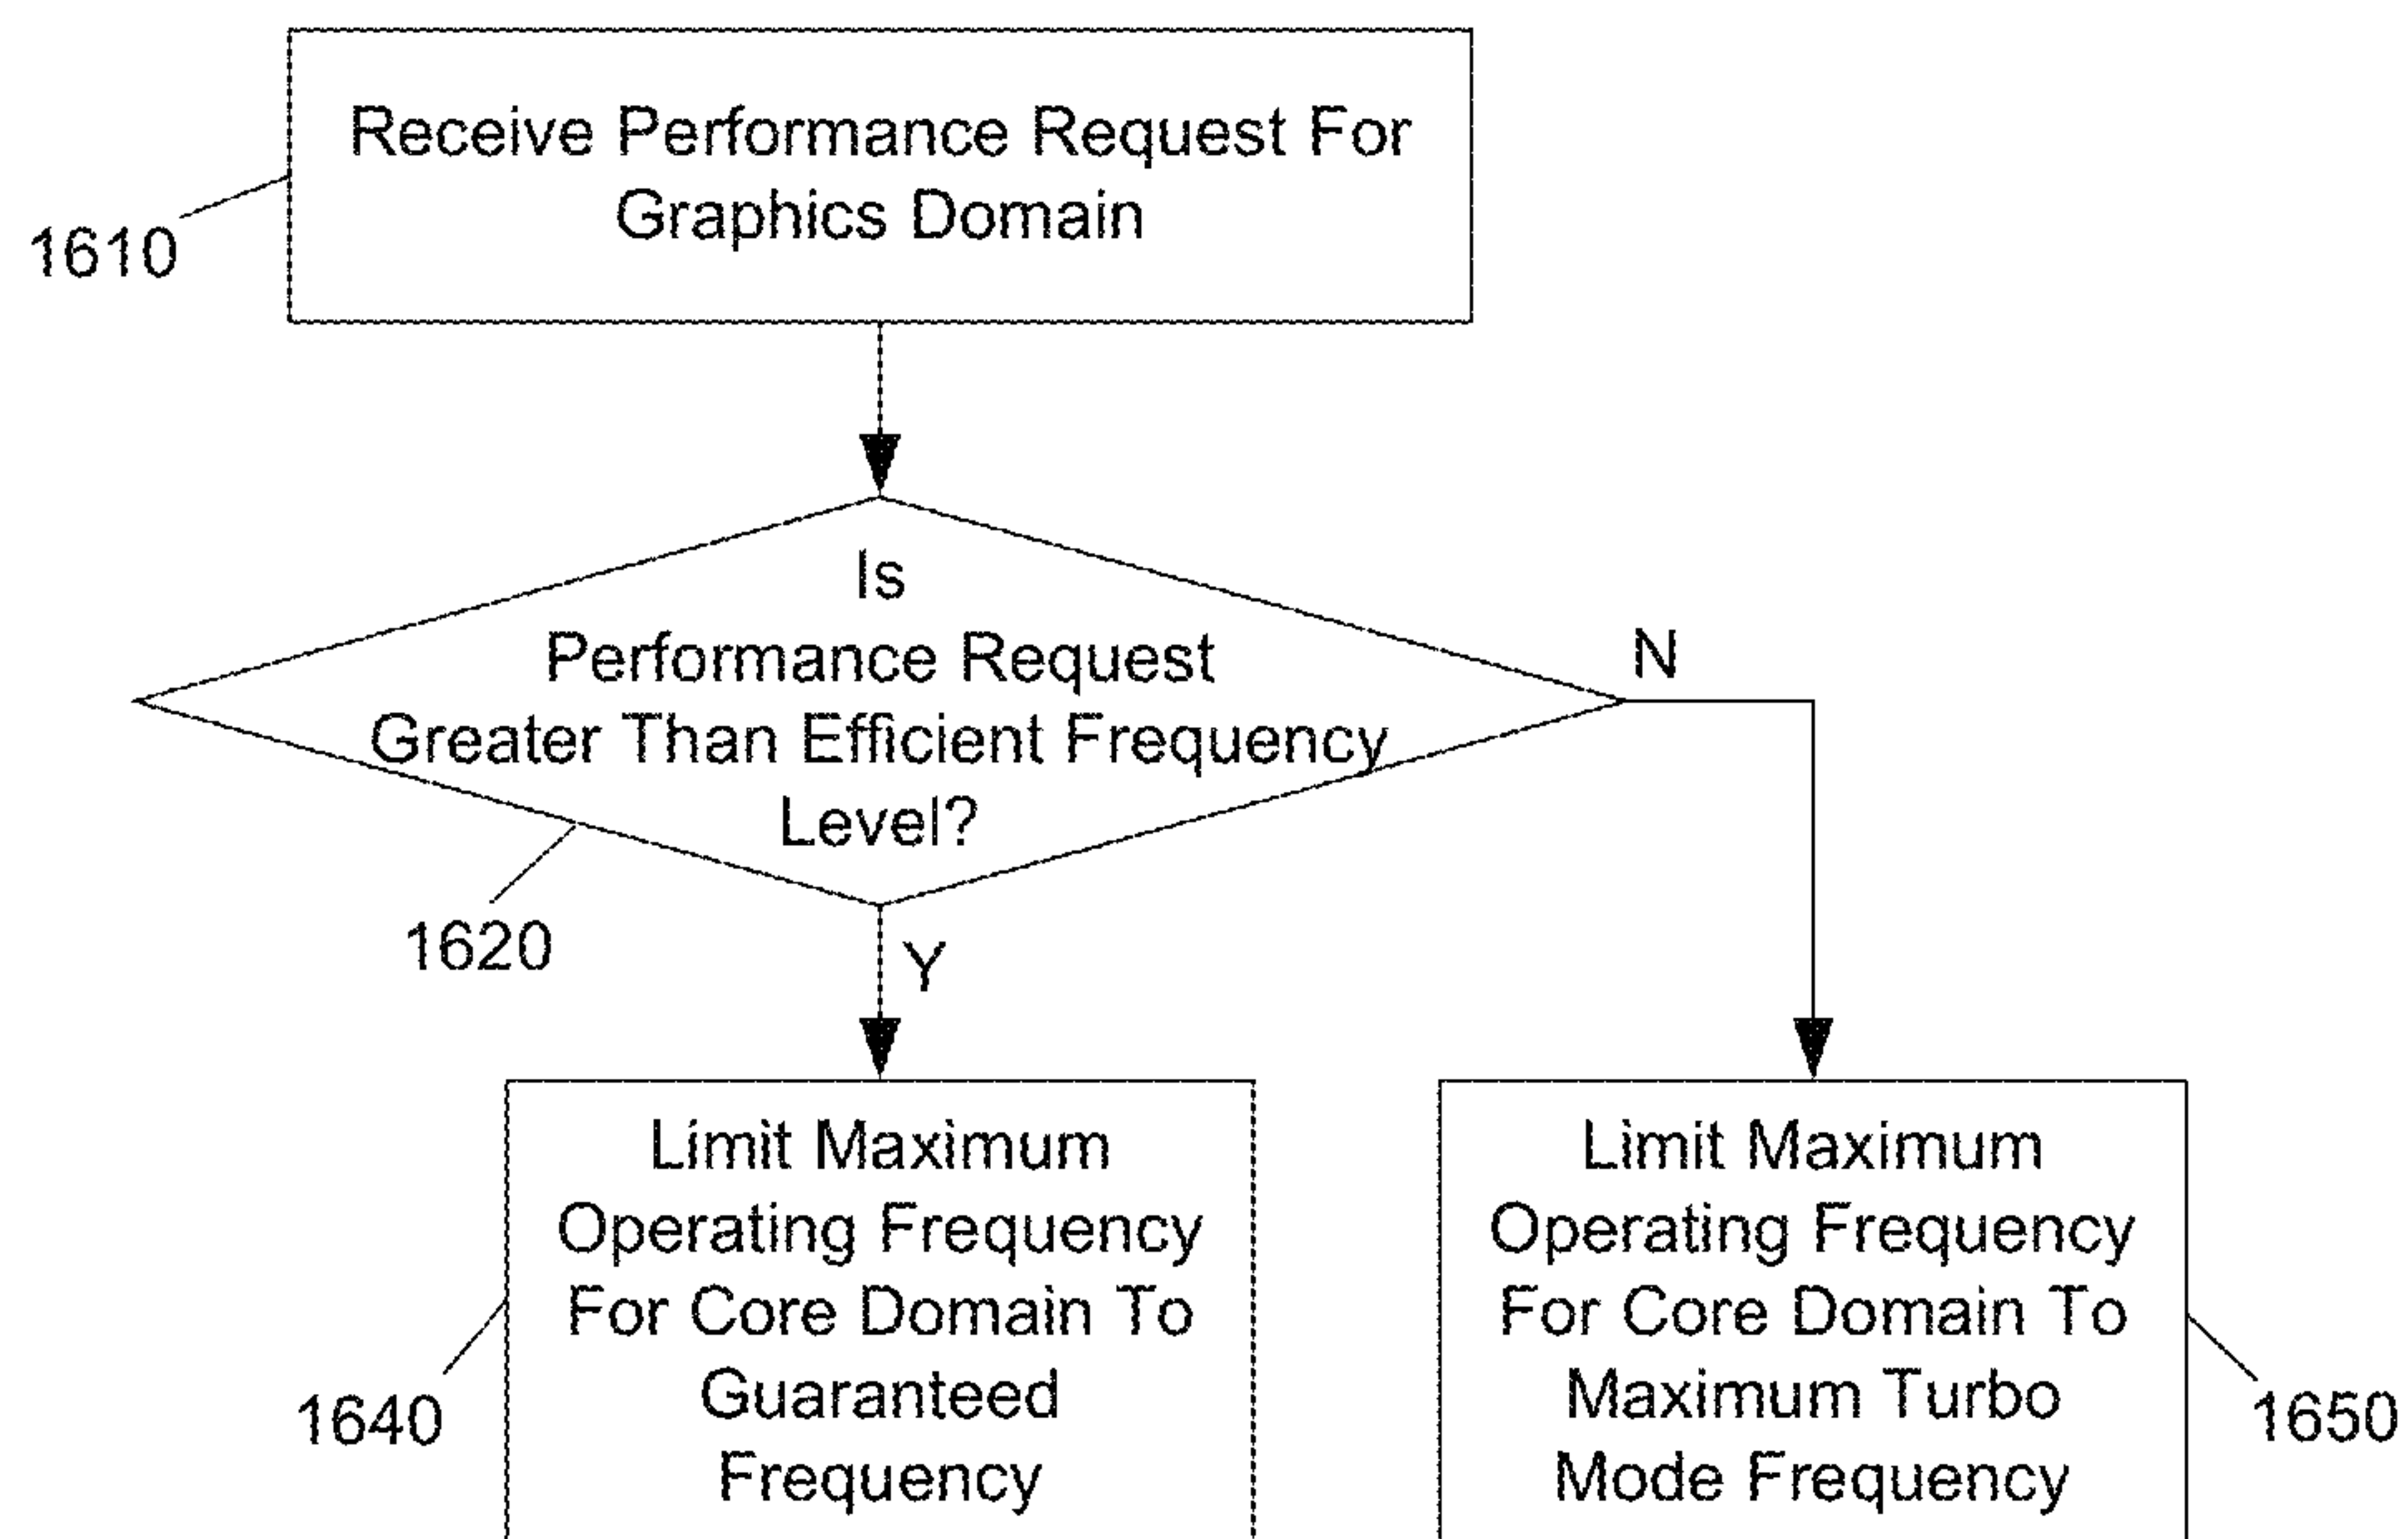 Receive Performance Request For
Graphics Domain
1610
Is
Performance Request
Greater Than Efficient Frequency
Level?
N
1620
Y
Limit Maximum
Operating Frequency
For Core Domain To
Guaranteed
Frequency
1640
Limit Maximum
Operating Frequency
For Core Domain To
Maximum Turbo
Mode Frequency
1650